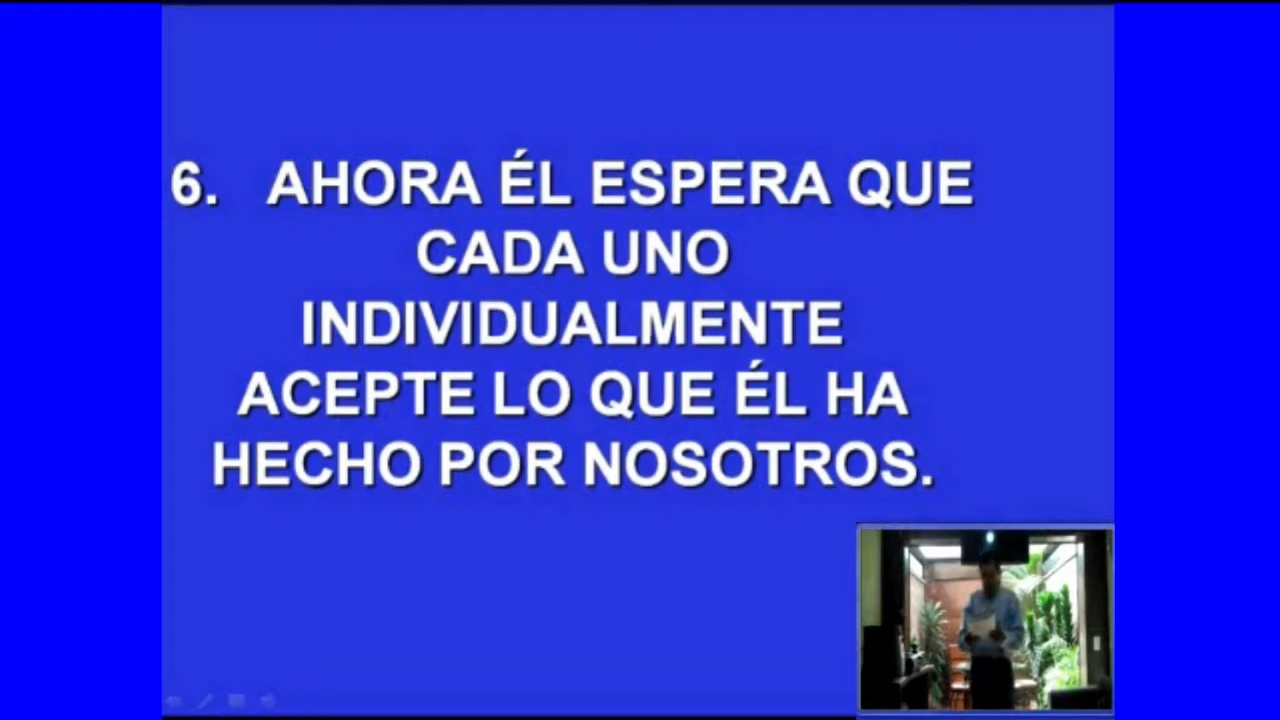 6. AHORA ÉL ESPERA QUE
CADA UNO
INDIVIDUALMENTE
ACEPTE LO QUE ÉL HA
HECHO POR NOSOTROS.